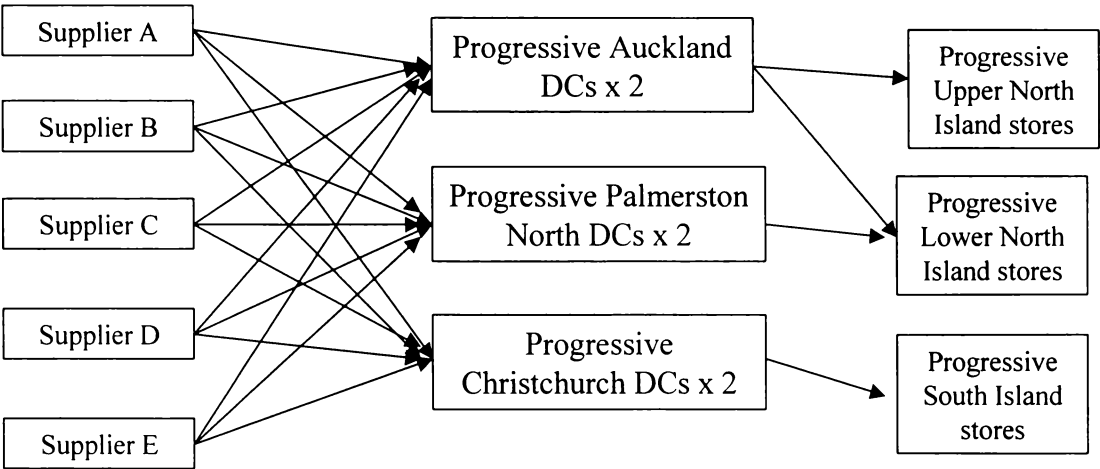 Supplier A
Supplier B
Supplier C
Supplier D
Supplier E
Progressive Auckland
DCs x 2
Progressive Palmerston
North DCs x 2
Progressive
Christchurch DCs x 2
Progressive
Upper North
Island stores
Progressive
Lower North
Island stores
Progressive
South Island
stores